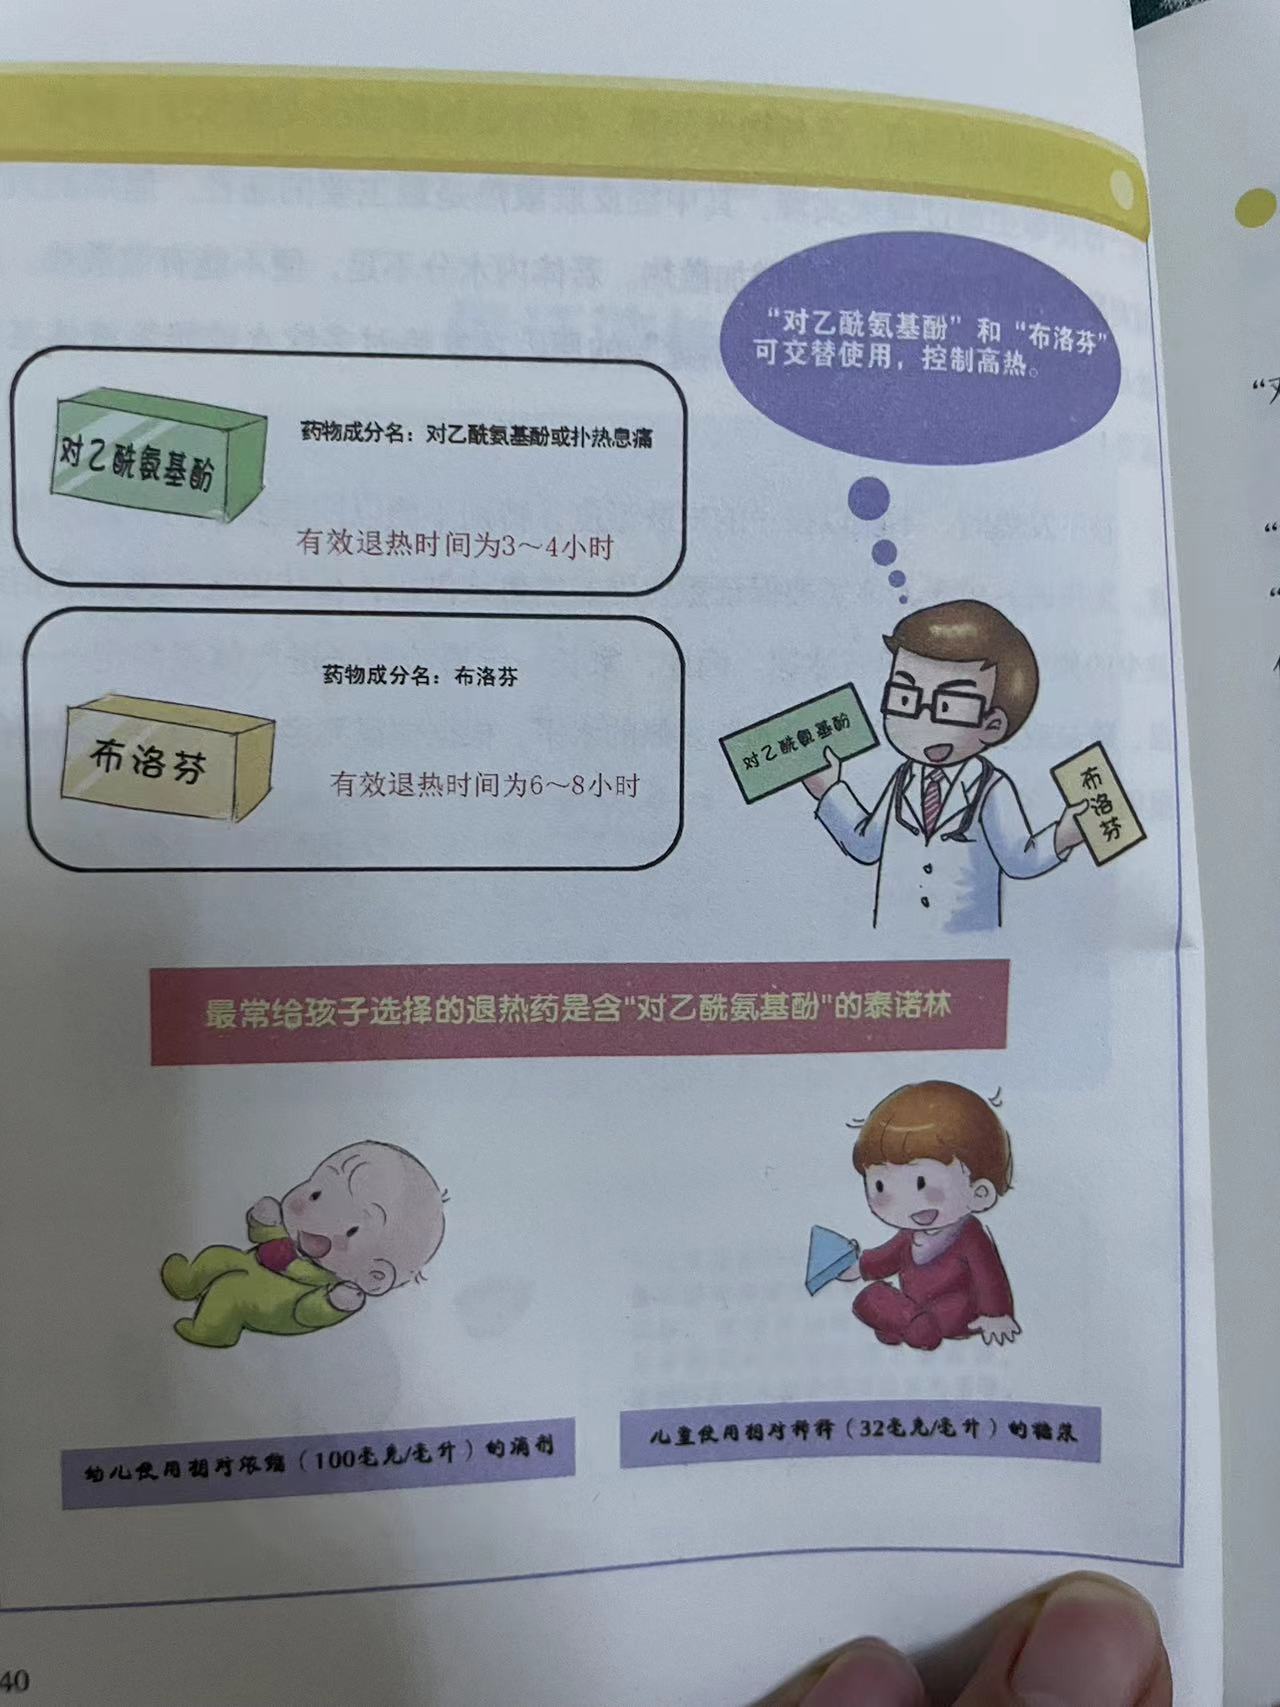 “对乙酰氨基酚”和“布洛芬”
可交替使用，控制高热。
对乙酰氨基酚
药物成分名：对乙酰氨基酚或扑热息痛
有效退热时间为3～4小时
布洛芬
药物成分名：布洛芬
有效退热时间为6～8小时
对乙酰氨基酚
布洛芬
最常给孩子选择的退热药是含“对乙酰氨基酚”的泰诺林
幼儿使用相对浓缩（100毫克/毫升）的滴剂
儿童使用相对稀释（32毫克/毫升）的糖浆
40